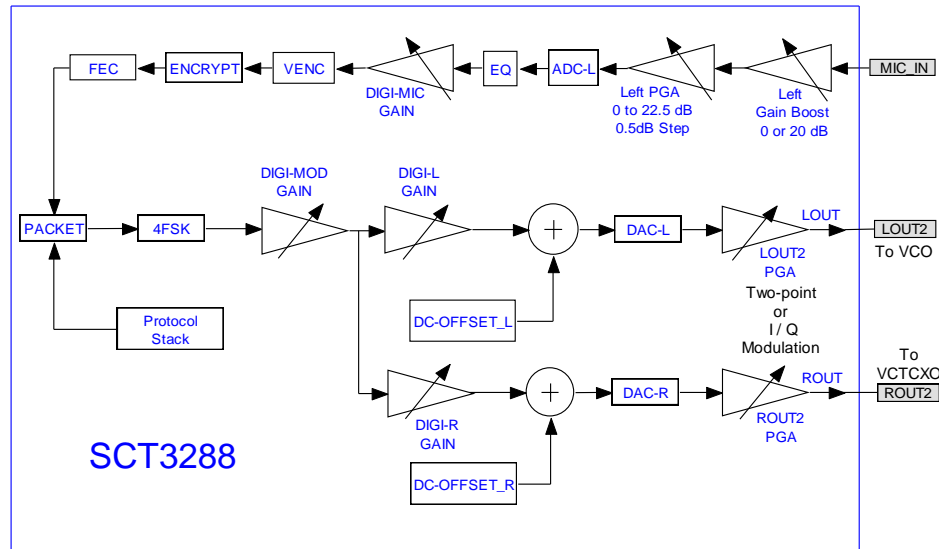 FEC
ENCRYPT
VENC
DIGI-MIC
GAIN
EQ
ADC-L
Left PGA
0 to 22.5 dB
0.5dB Step
Left
Gain Boost
0 or 20 dB
MIC_IN
PACKET
4FSK
DIGI-MOD
GAIN
DIGI-L
GAIN
DAC-L
LOUT
LOUT2
PGA
LOUT2
To VCO
Protocol
Stack
DC-OFFSET_L
Two-point
or
I / Q
Modulation
DIGI-R
GAIN
DAC-R
ROUT
ROUT2
PGA
To
VCTCXO
ROUT2
DC-OFFSET_R
SCT3288